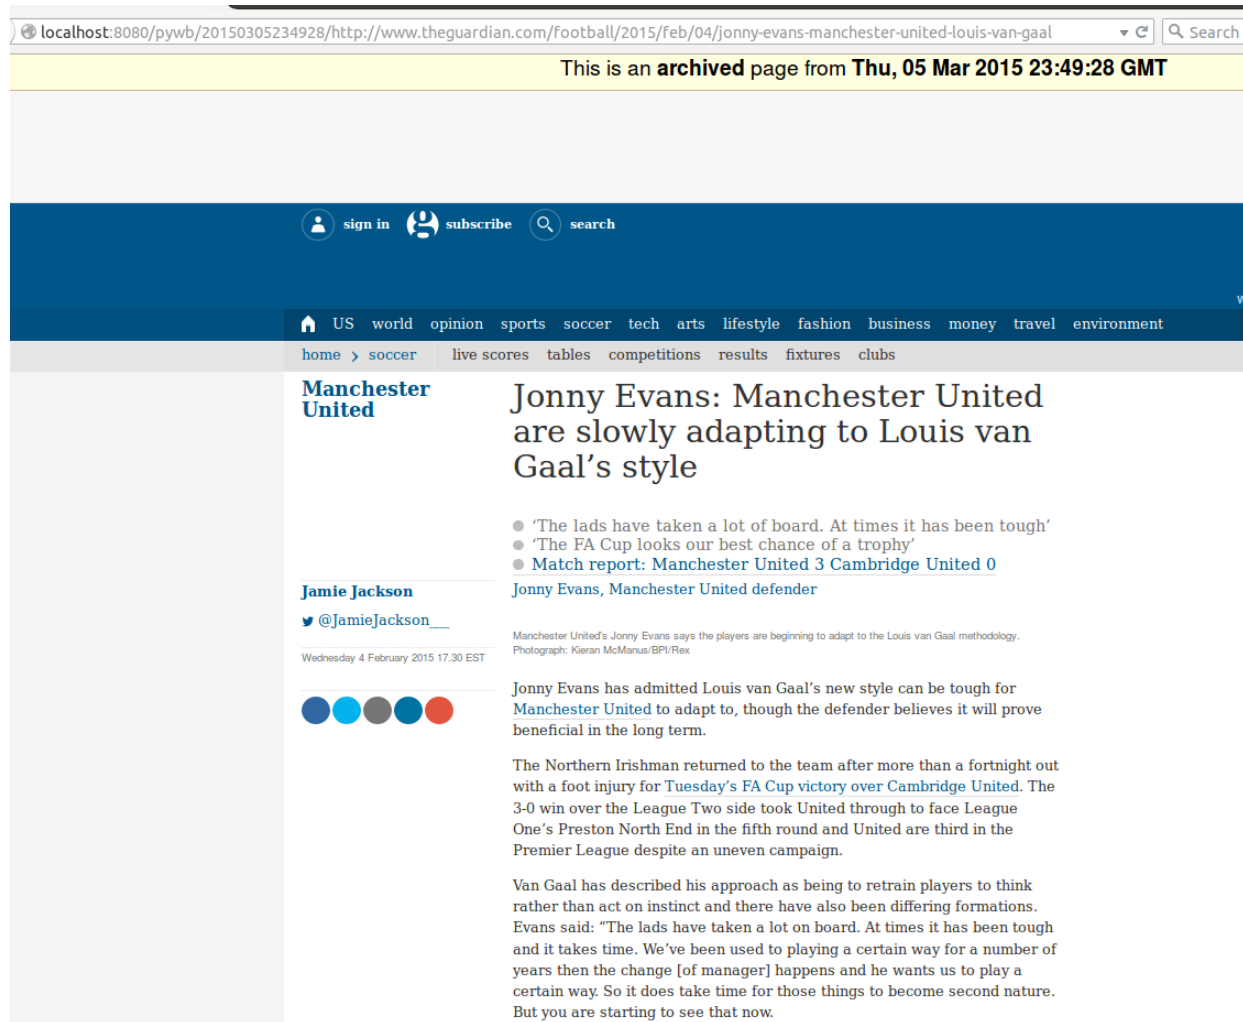 localhost:8080/pywb/20150305234928/http://www.theguardian.com/football/2015/feb/04/jonny-evans-manchester-united-louis-van-gaal
Search
This is an archived page from Thu, 05 Mar 2015 23:49:28 GMT
sign in subscribe search
w
US world opinion sports soccer tech arts lifestyle fashion business money travel environment
home > soccer live scores tables competitions results fixtures clubs
Manchester
United
Jonny Evans: Manchester United
are slowly adapting to Louis van
Gaal’s style
‘The lads have taken a lot of board. At times it has been tough’
‘The FA Cup looks our best chance of a trophy’
Match report: Manchester United 3 Cambridge United 0
Jamie Jackson
@JamieJackson___
Wednesday 4 February 2015 17.30 EST
Jonny Evans, Manchester United defender
Manchester United's Jonny Evans says the players are beginning to adapt to the Louis van Gaal methodology.
Photograph: Kieran McManus/BPI/Rex
Jonny Evans has admitted Louis van Gaal’s new style can be tough for
Manchester United to adapt to, though the defender believes it will prove
beneficial in the long term.
The Northern Irishman returned to the team after more than a fortnight out
with a foot injury for Tuesday’s FA Cup victory over Cambridge United. The
3-0 win over the League Two side took United through to face League
One’s Preston North End in the fifth round and United are third in the
Premier League despite an uneven campaign.
Van Gaal has described his approach as being to retrain players to think
rather than act on instinct and there have also been differing formations.
Evans said: “The lads have taken a lot on board. At times it has been tough
and it takes time. We’ve been used to playing a certain way for a number of
years then the change [of manager] happens and he wants us to play a
certain way. So it does take time for those things to become second nature.
But you are starting to see that now.